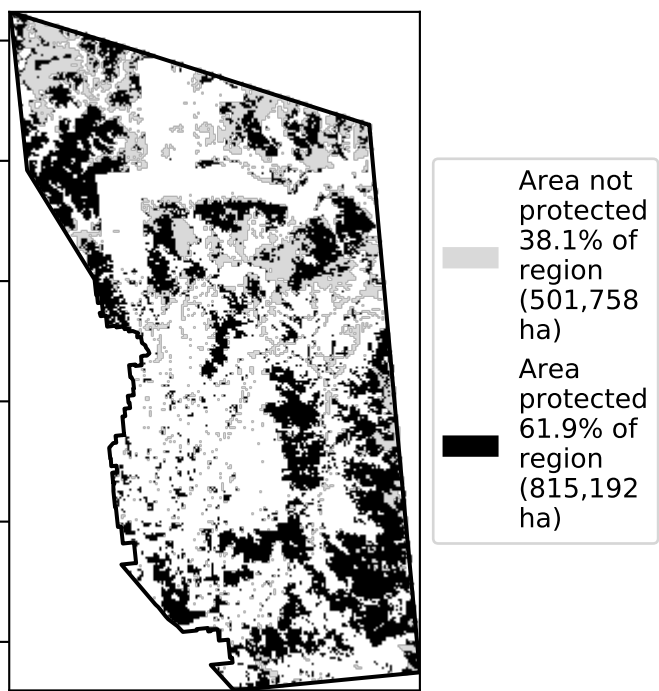 Area not
protected
38.1% of
region
(501,758
ha)
Area
protected
61.9% of
region
(815,192
ha)